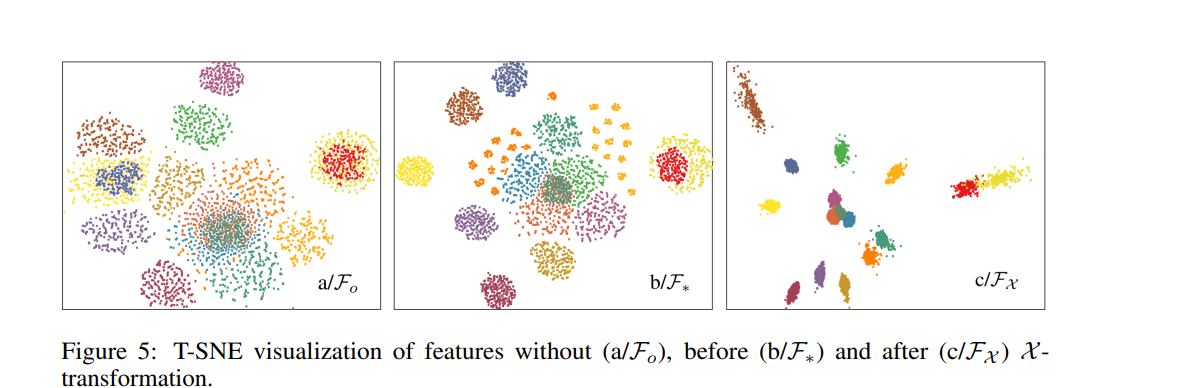 a/ℱₒ
b/ℱ∗
c/ℱ𝒳
Figure 5: T-SNE visualization of features without (a/ℱₒ), before (b/ℱ∗) and after (c/ℱ𝒳) 𝒳-
transformation.